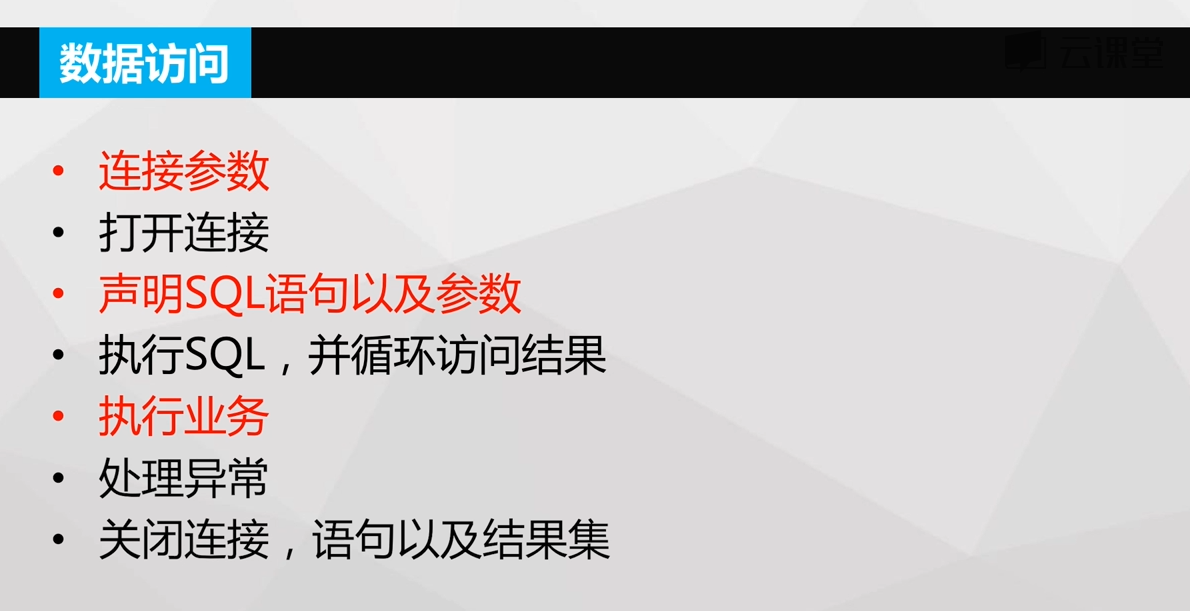 数据访问
云课堂
• 连接参数
• 打开连接
• 声明SQL语句以及参数
• 执行SQL，并循环访问结果
• 执行业务
• 处理异常
• 关闭连接，语句以及结果集